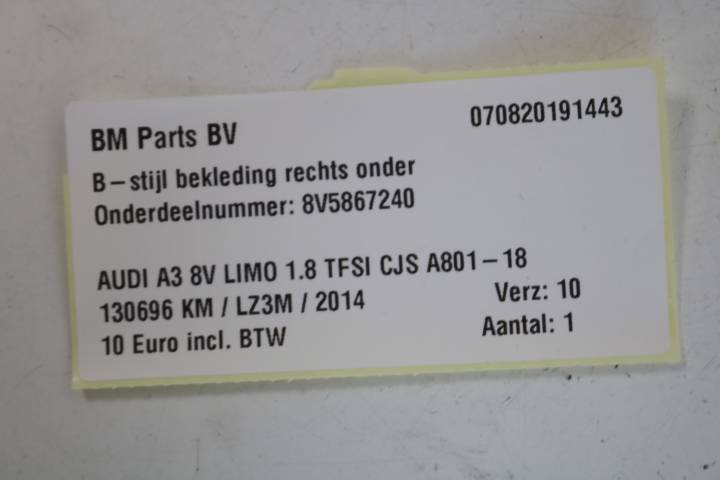 BM Parts BV 070820191443
B-stijl bekleding rechts onder
Onderdeelnummer: 8V5867240
AUDI A3 8V LIMO 1.8 TFSI CJS A801-18
130696 KM / LZ3M / 2014 Verz: 10
10 Euro incl. BTW Aantal: 1